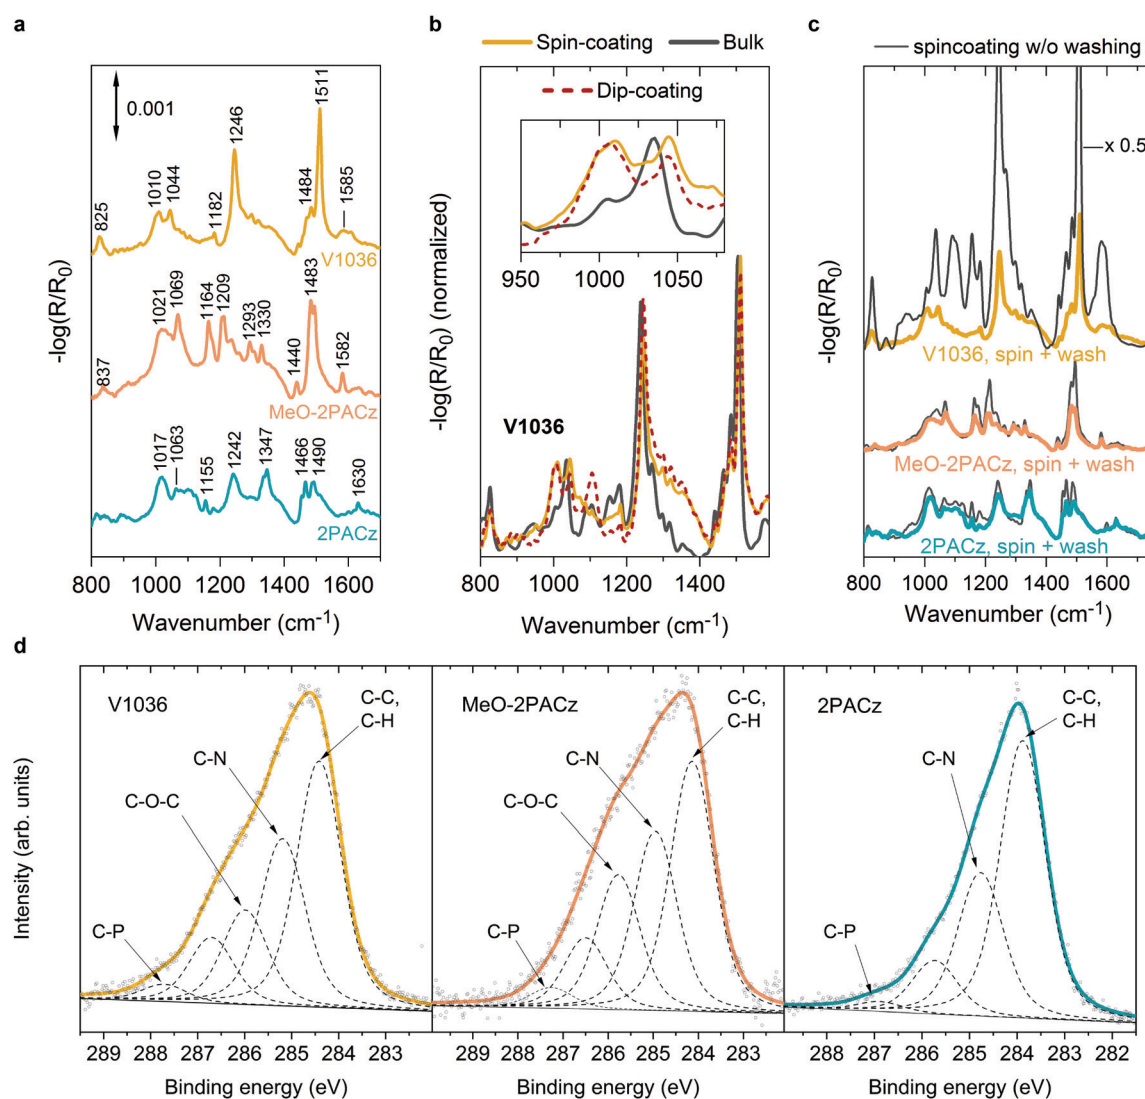 a
0.001
-log(R/R0)
1511
1246
1484
1585
1010
1044
1182
825
V1036
1483
1069
1021
1164
1209
1293
1330
1440
1582
837
MeO-2PACz
1347
1242
1466
1490
1017
1063
1155
1630
2PACz
800 1000 1200 1400 1600
Wavenumber (cm-1)
b
Spin-coating
Bulk
Dip-coating
950 1000 1050
-log(R/R0) (normalized)
V1036
800 1000 1200 1400 1600
Wavenumber (cm-1)
c
spincoating w/o washing
x 0.5
-log(R/R0)
V1036, spin + wash
MeO-2PACz, spin + wash
2PACz, spin + wash
800 1000 1200 1400 1600
Wavenumber (cm-1)
d
Intensity (arb. units)
V1036
C-C,
C-H
C-N
C-O-C
C-P
289 288 287 286 285 284 283
Binding energy (eV)
MeO-2PACz
C-C,
C-H
C-N
C-O-C
C-P
289 288 287 286 285 284 283
Binding energy (eV)
2PACz
C-C,
C-H
C-N
C-P
288 287 286 285 284 283 282
Binding energy (eV)